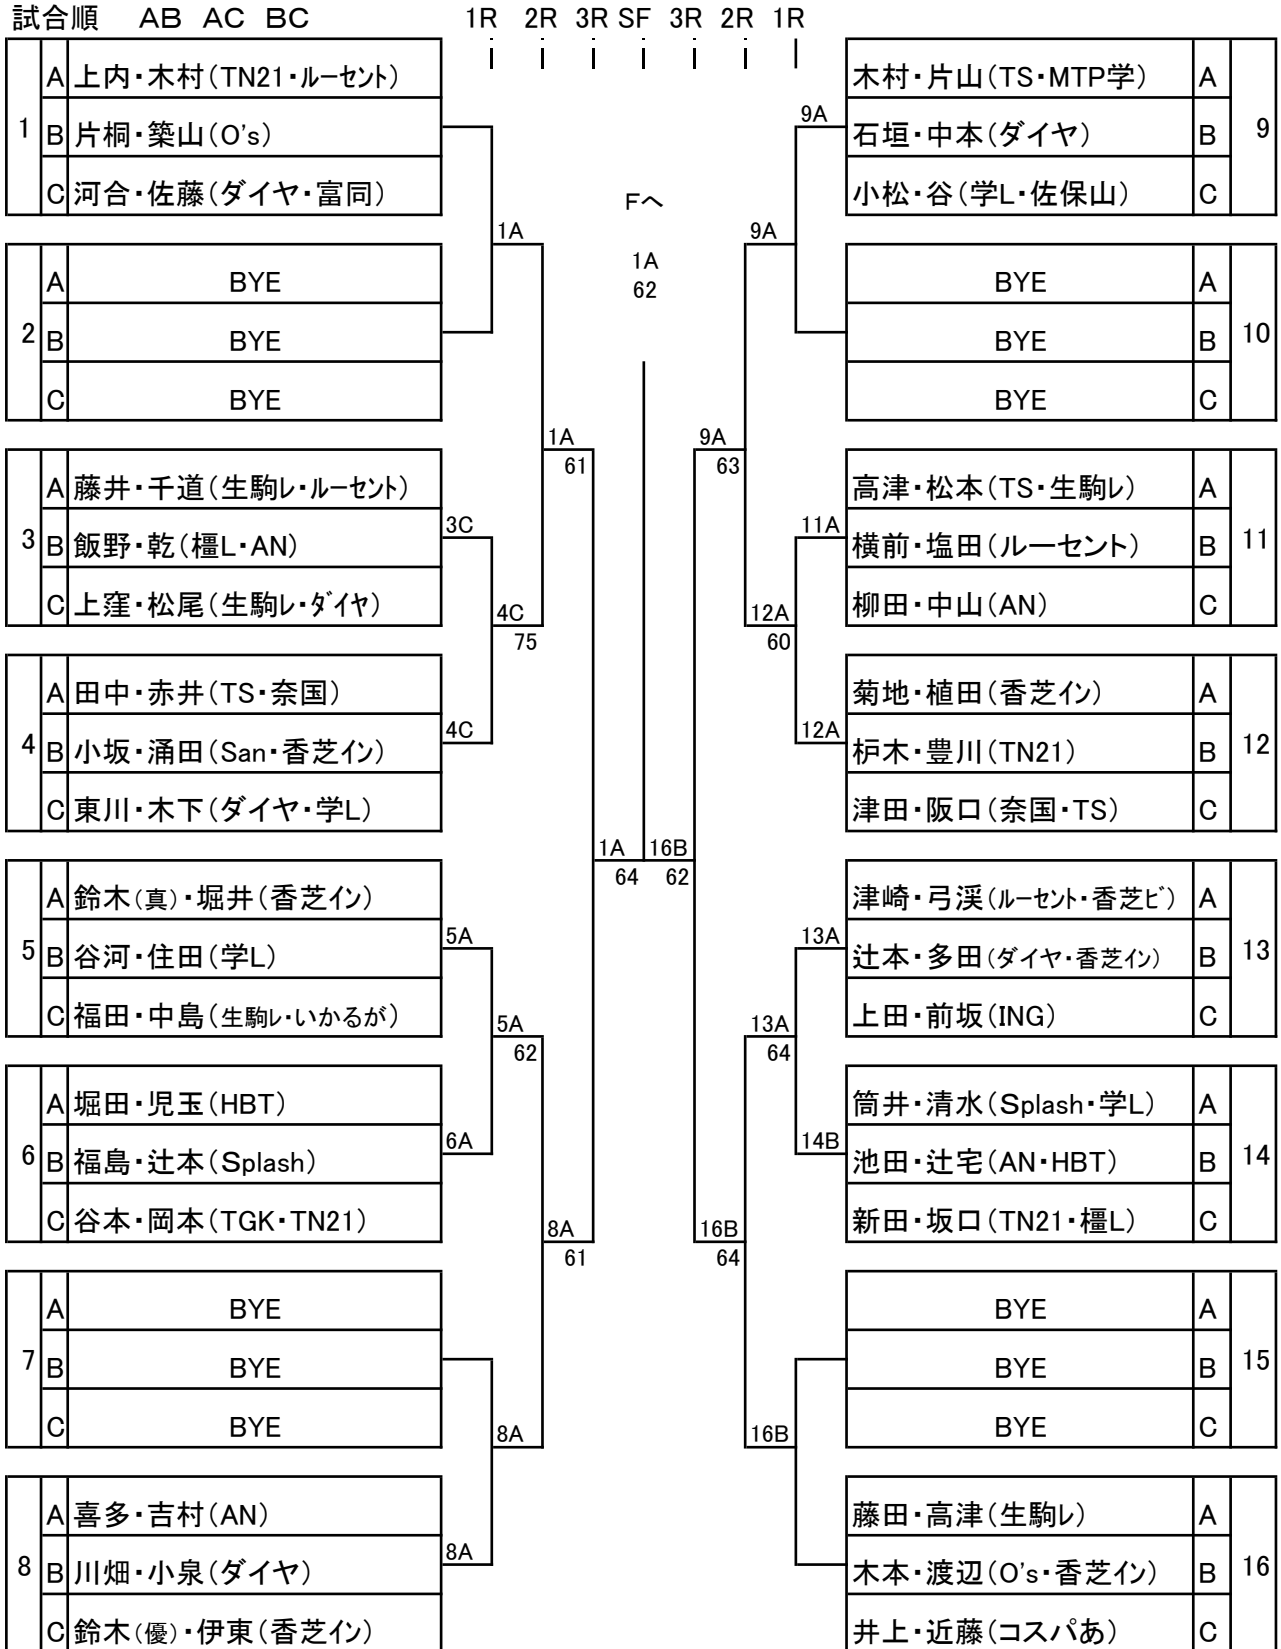 試合順 AB AC BC 1R 2R 3R SF 3R 2R 1R
1
A 上内・木村(TN21・ルーセント)
B 片桐・築山(O's)
C 河合・佐藤(ダイヤ・富同)
1A
2
A BYE
B BYE
C BYE
1A
61
3
A 藤井・千道(生駒レ・ルーセント)
B 飯野・乾(橿L・AN)
C 上窪・松尾(生駒レ・ダイヤ)
3C
4C
75
4
A 田中・赤井(TS・奈国)
B 小坂・涌田(San・香芝イン)
C 東川・木下(ダイヤ・学L)
4C
5
A 鈴木(真)・堀井(香芝イン)
B 谷河・住田(学L)
C 福田・中島(生駒レ・いかるが)
5A
5A
62
6
A 堀田・児玉(HBT)
B 福島・辻本(Splash)
C 谷本・岡本(TGK・TN21)
6A
8A
61
7
A BYE
B BYE
C BYE
8A
8
A 喜多・吉村(AN)
B 川畑・小泉(ダイヤ)
C 鈴木(優)・伊東(香芝イン)
8A
Fへ
1A
62
1A
64
16B
62
木村・片山(TS・MTP学) A
石垣・中本(ダイヤ) B
小松・谷(学L・佐保山) C
9
9A
9A
BYE A
BYE B
BYE C
10
9A
63
高津・松本(TS・生駒レ) A
横前・塩田(ルーセント) B
柳田・中山(AN) C
11
11A
12A
60
菊地・植田(香芝イン) A
枦木・豊川(TN21) B
津田・阪口(奈国・TS) C
12
12A
津崎・弓渓(ルーセント・香芝ビ) A
辻本・多田(ダイヤ・香芝イン) B
上田・前坂(ING) C
13
13A
13A
64
筒井・清水(Splash・学L) A
池田・辻宅(AN・HBT) B
新田・坂口(TN21・橿L) C
14
14B
16B
64
BYE A
BYE B
BYE C
15
16B
藤田・高津(生駒レ) A
木本・渡辺(O's・香芝イン) B
井上・近藤(コスパあ) C
16